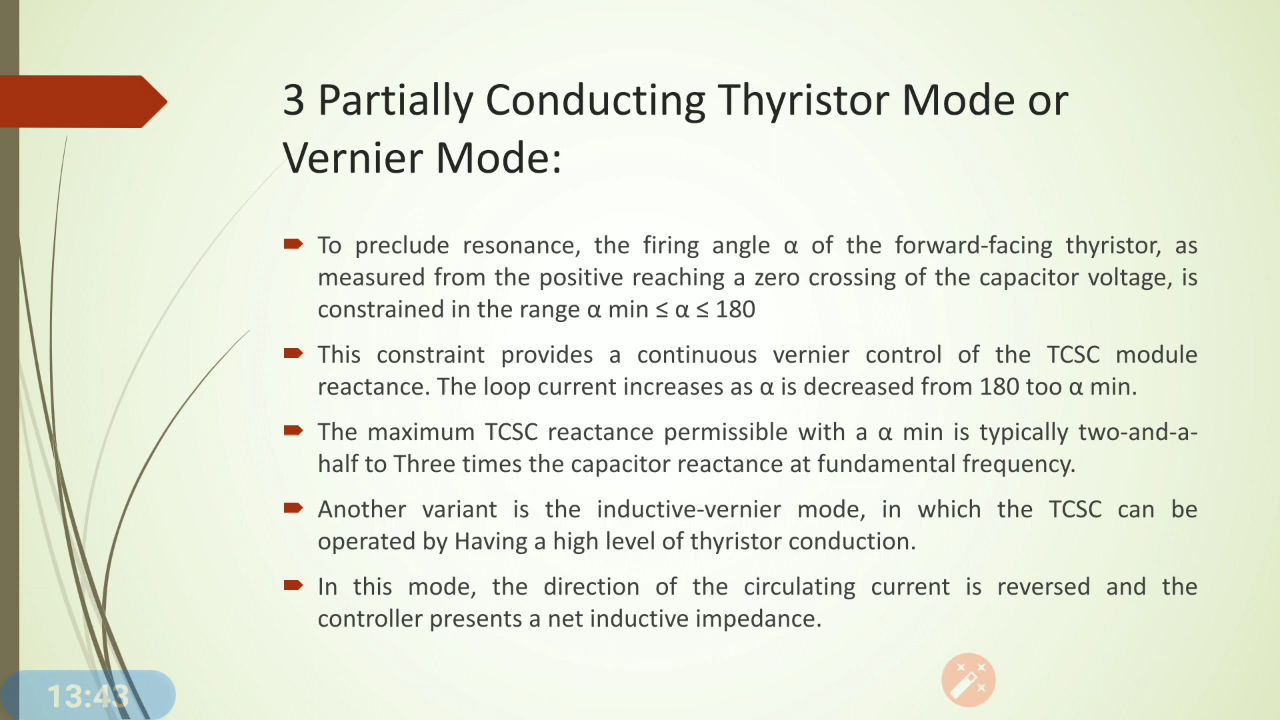 3 Partially Conducting Thyristor Mode or
Vernier Mode:
To preclude resonance, the firing angle α of the forward-facing thyristor, as
measured from the positive reaching a zero crossing of the capacitor voltage, is
constrained in the range α min ≤ α ≤ 180
This constraint provides a continuous vernier control of the TCSC module
reactance. The loop current increases as α is decreased from 180 too α min.
The maximum TCSC reactance permissible with a α min is typically two-and-a-
half to Three times the capacitor reactance at fundamental frequency.
Another variant is the inductive-vernier mode, in which the TCSC can be
operated by Having a high level of thyristor conduction.
In this mode, the direction of the circulating current is reversed and the
controller presents a net inductive impedance.
13:43